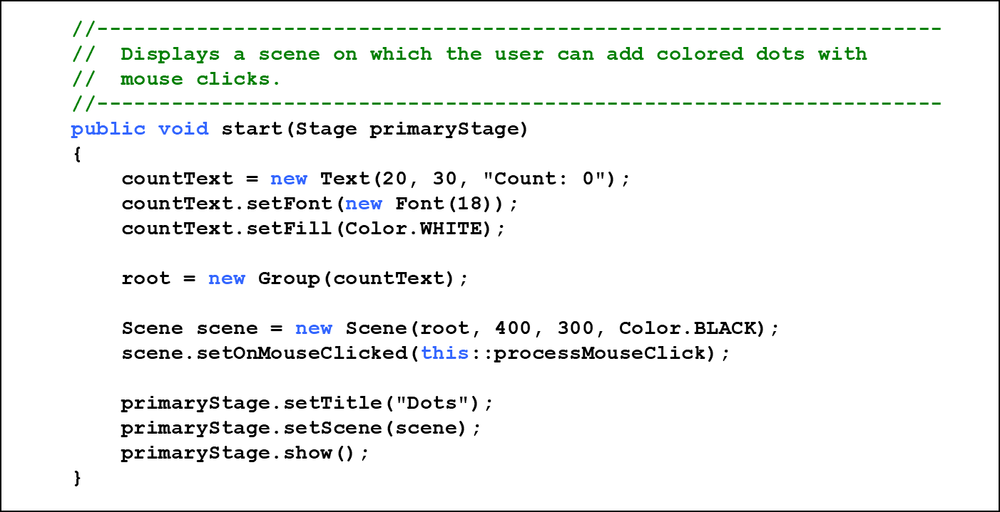 //--------------------------------------------------------------------
//  Displays a scene on which the user can add colored dots with
//  mouse clicks.
//--------------------------------------------------------------------
public void start(Stage primaryStage)
{
    countText = new Text(20, 30, "Count: 0");
    countText.setFont(new Font(18));
    countText.setFill(Color.WHITE);

    root = new Group(countText);

    Scene scene = new Scene(root, 400, 300, Color.BLACK);
    scene.setOnMouseClicked(this::processMouseClick);

    primaryStage.setTitle("Dots");
    primaryStage.setScene(scene);
    primaryStage.show();
}